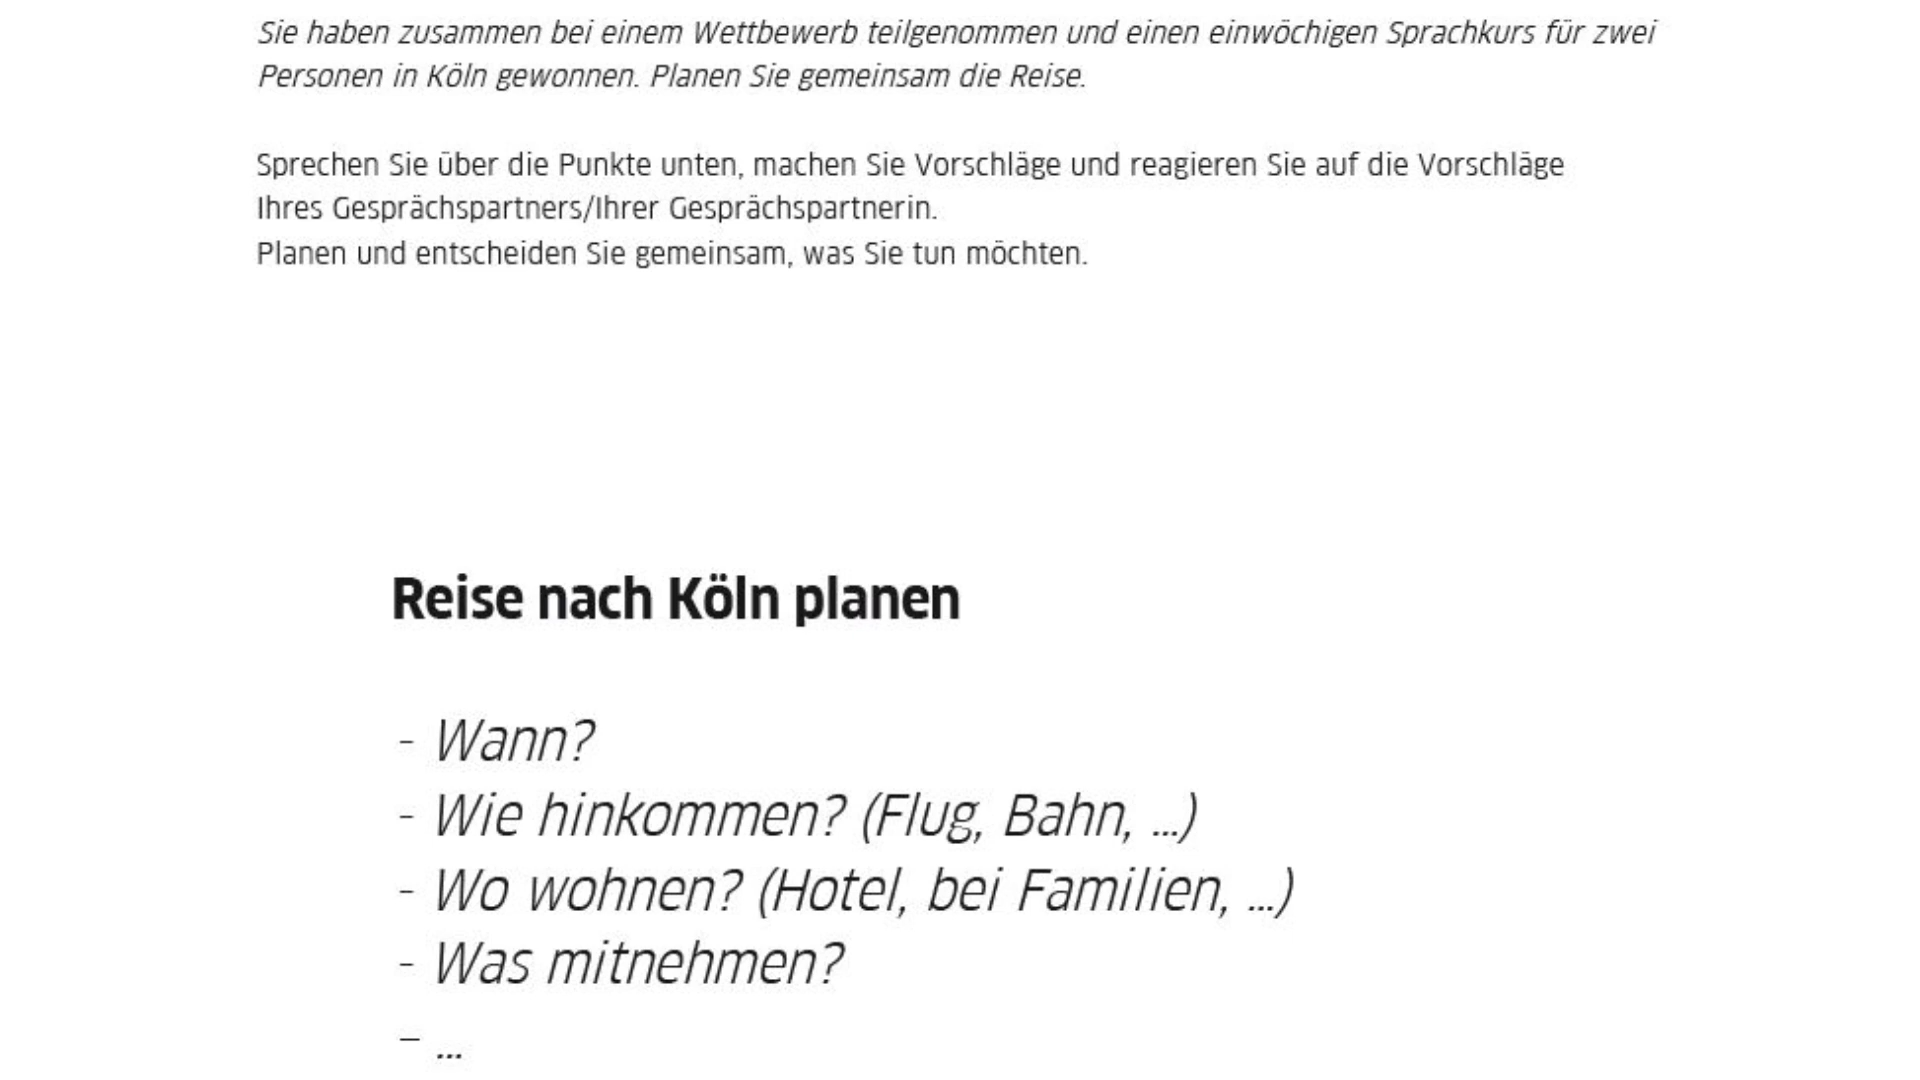 Sie haben zusammen bei einem Wettbewerb teilgenommen und einen einwöchigen Sprachkurs für zwei
Personen in Köln gewonnen. Planen Sie gemeinsam die Reise.
Sprechen Sie über die Punkte unten, machen Sie Vorschläge und reagieren Sie auf die Vorschläge
Ihres Gesprächspartners/Ihrer Gesprächspartnerin.
Planen und entscheiden Sie gemeinsam, was Sie tun möchten.
Reise nach Köln planen
- Wann?
- Wie hinkommen? (Flug, Bahn, ...)
- Wo wohnen? (Hotel, bei Familien, ...)
- Was mitnehmen?
– ...